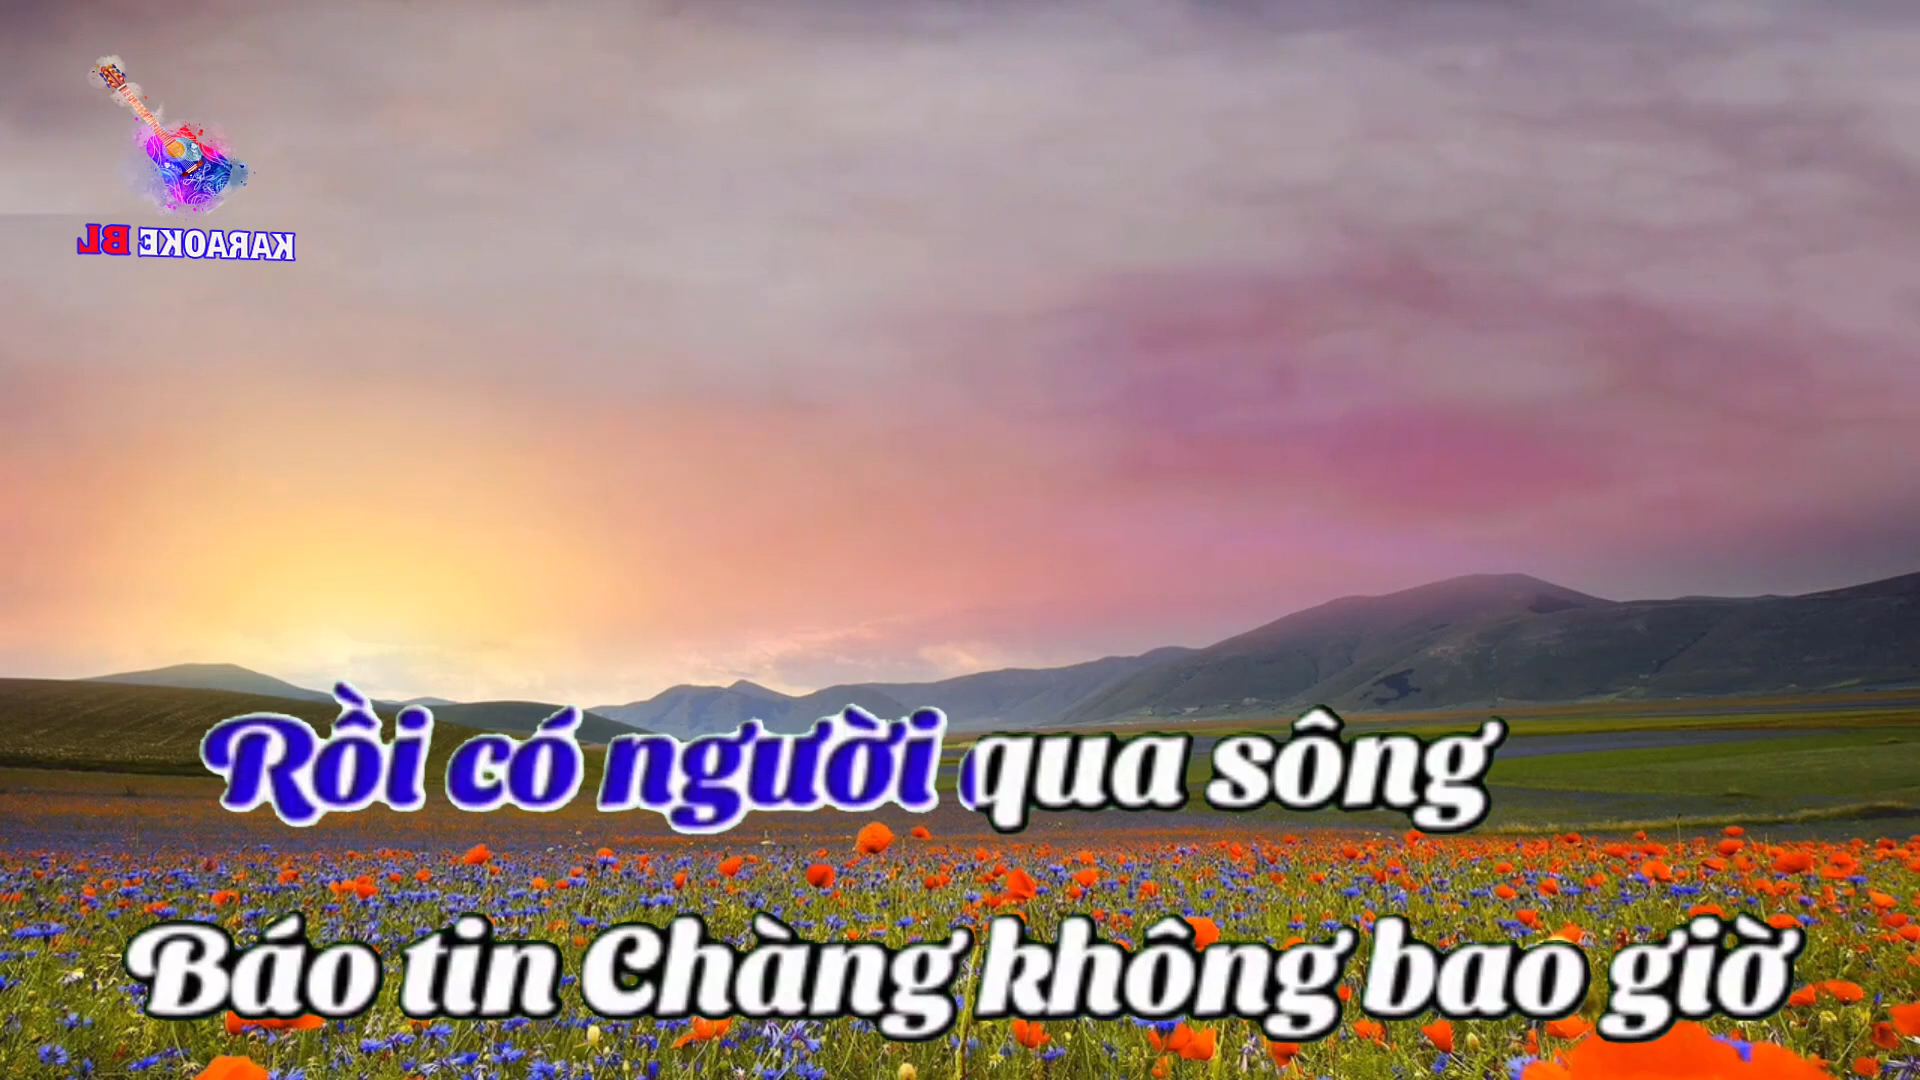 KARAOKE BL
Rồi có người qua sông
Báo tin Chàng không bao giờ